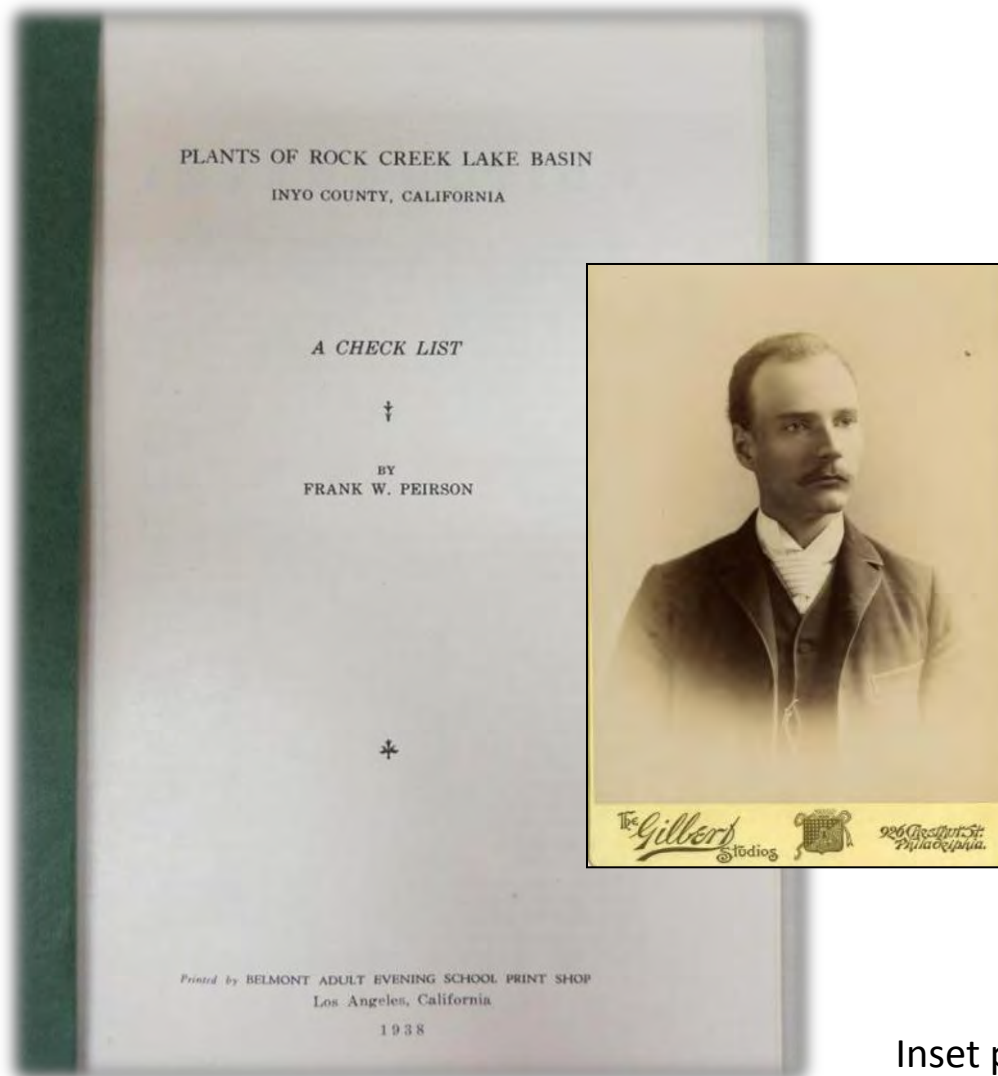 PLANTS OF ROCK CREEK LAKE BASIN
INYO COUNTY, CALIFORNIA
A CHECK LIST
BY
FRANK W. PEIRSON
Printed by BELMONT ADULT EVENING SCHOOL PRINT SHOP
Los Angeles, California
1938
The Gilbert Studios
926 Chestnut St.
Philadelphia.
Inset p